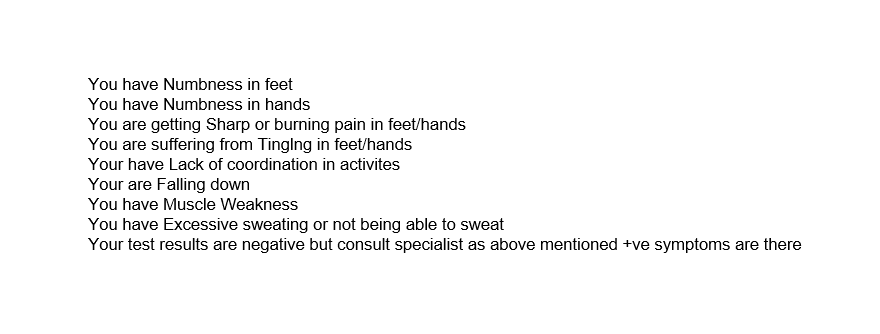 You have Numbness in feet
You have Numbness in hands
You are getting Sharp or burning pain in feet/hands
You are suffering from TingIng in feet/hands
Your have Lack of coordination in activites
Your are Falling down
You have Muscle Weakness
You have Excessive sweating or not being able to sweat
Your test results are negative but consult specialist as above mentioned +ve symptoms are there